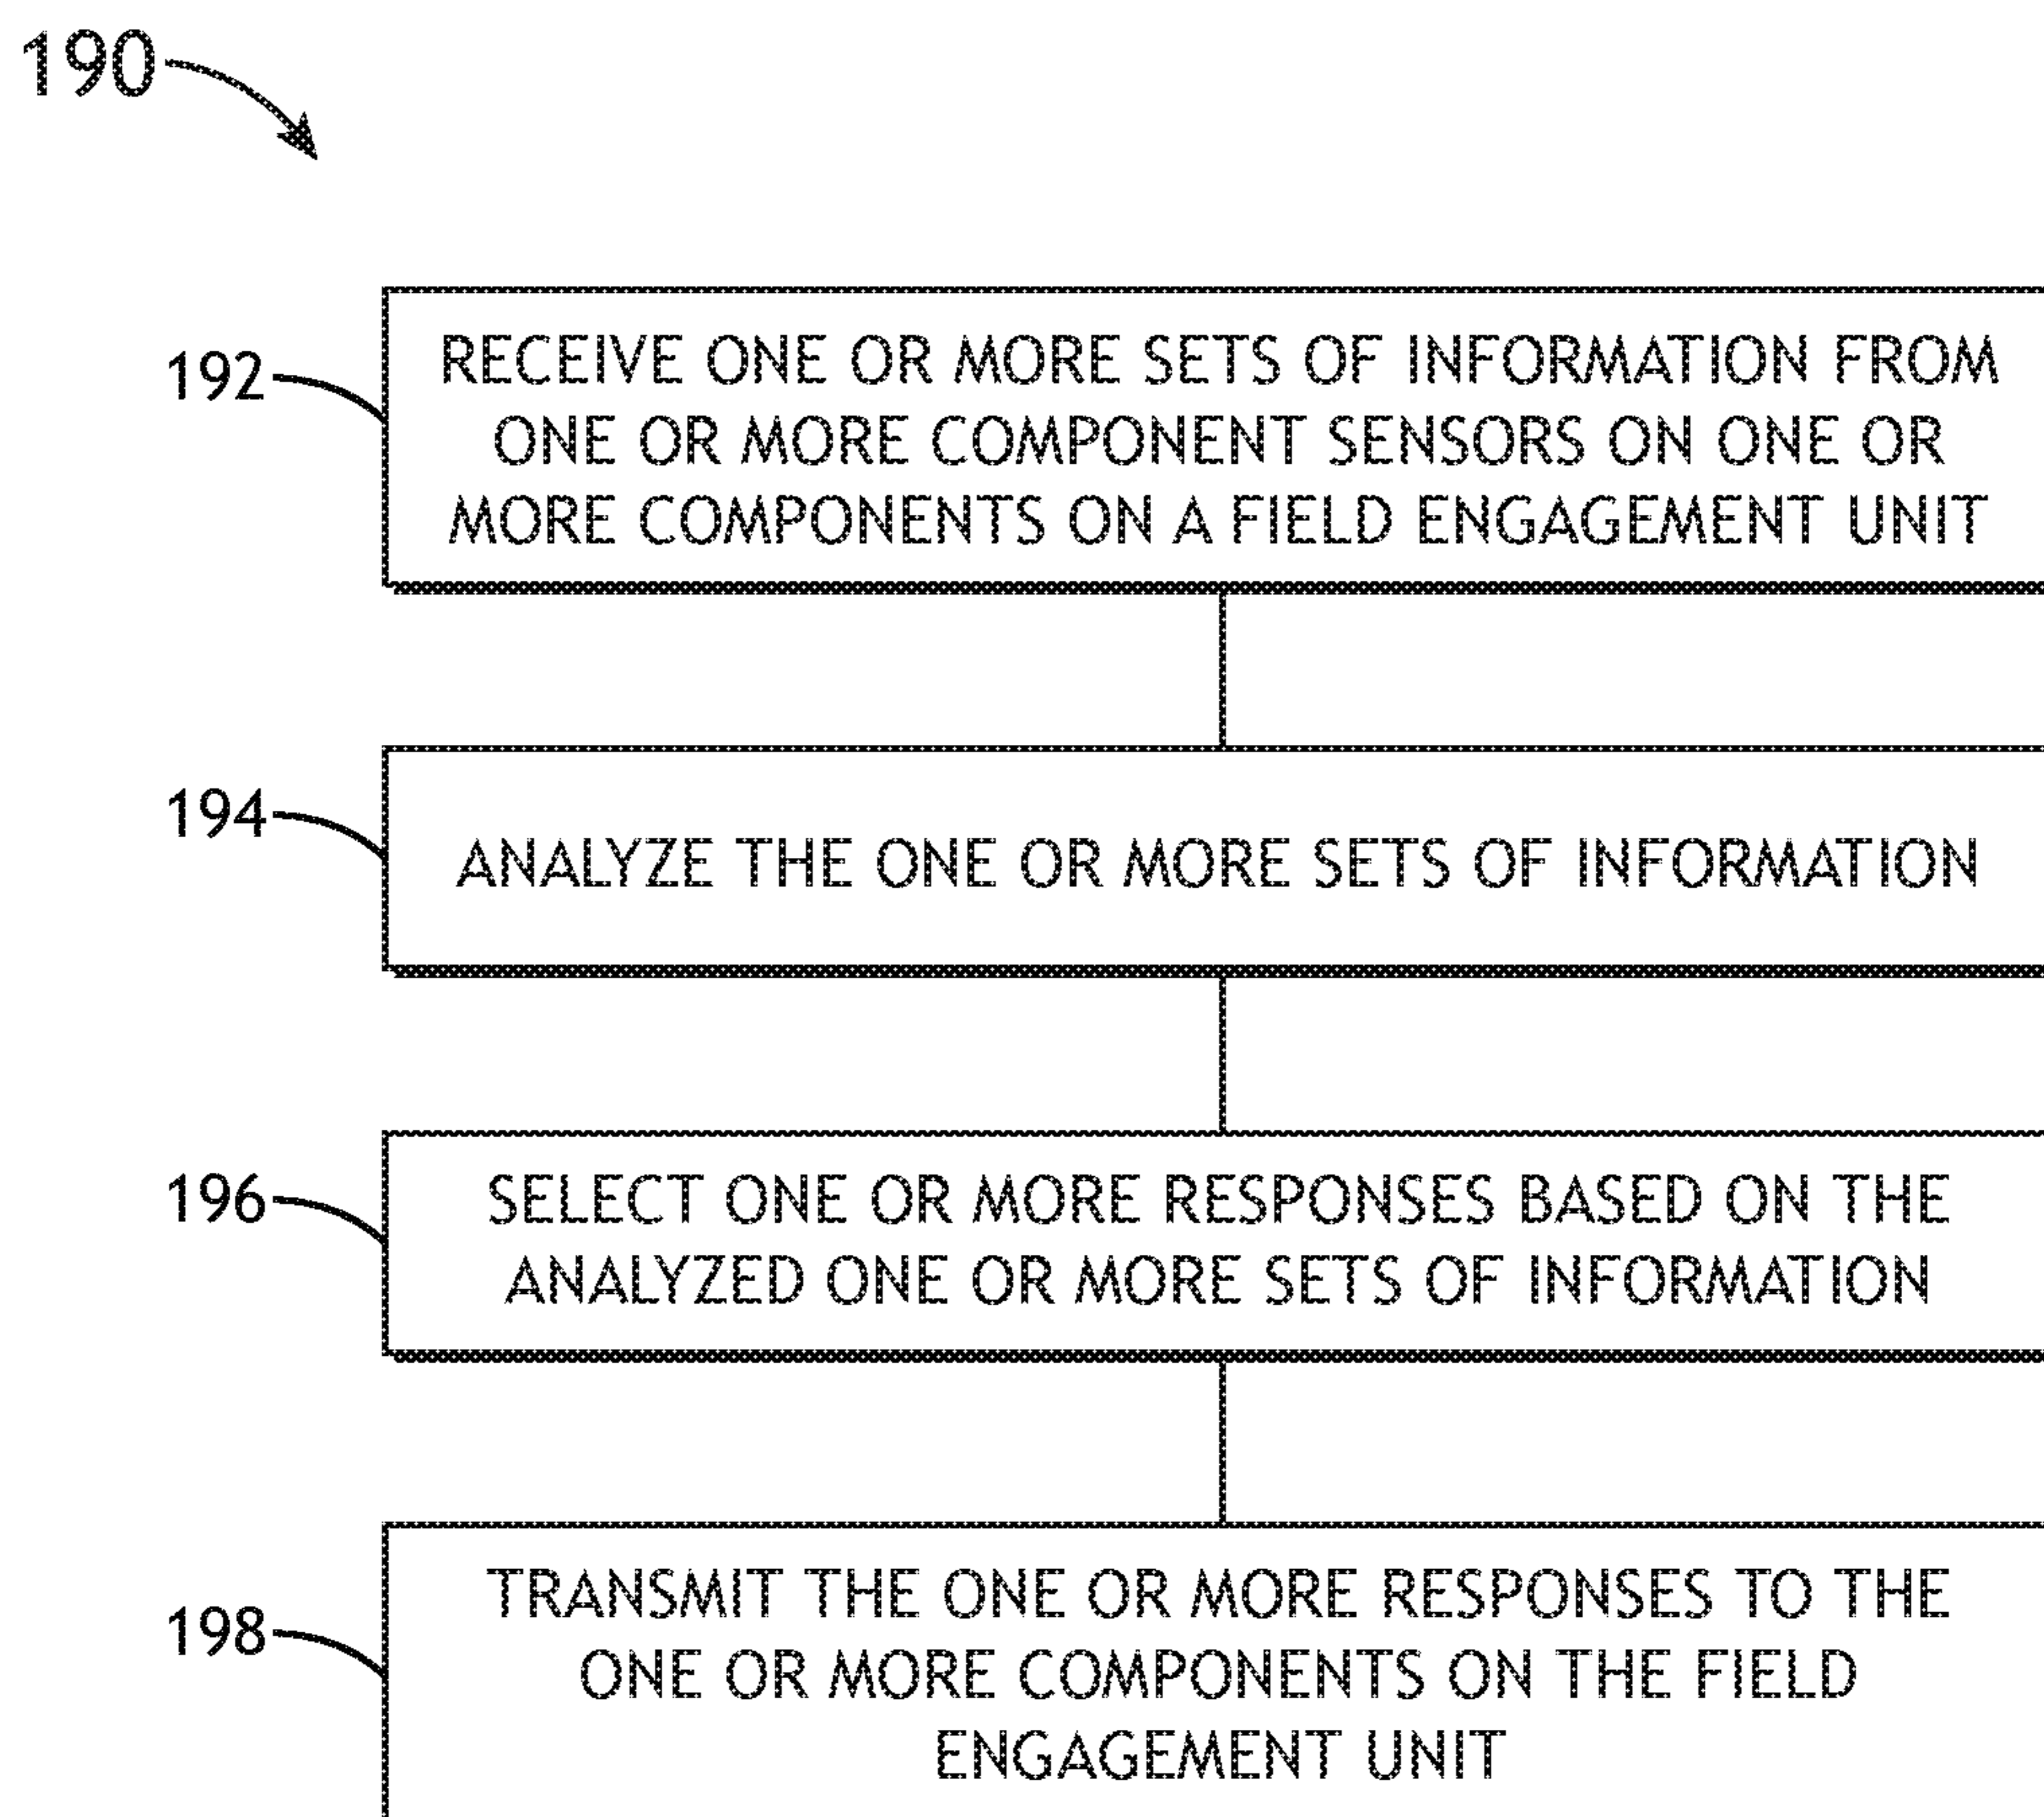 190
192
RECEIVE ONE OR MORE SETS OF INFORMATION FROM
ONE OR MORE COMPONENT SENSORS ON ONE OR
MORE COMPONENTS ON A FIELD ENGAGEMENT UNIT
194
ANALYZE THE ONE OR MORE SETS OF INFORMATION
196
SELECT ONE OR MORE RESPONSES BASED ON THE
ANALYZED ONE OR MORE SETS OF INFORMATION
198
TRANSMIT THE ONE OR MORE RESPONSES TO THE
ONE OR MORE COMPONENTS ON THE FIELD
ENGAGEMENT UNIT